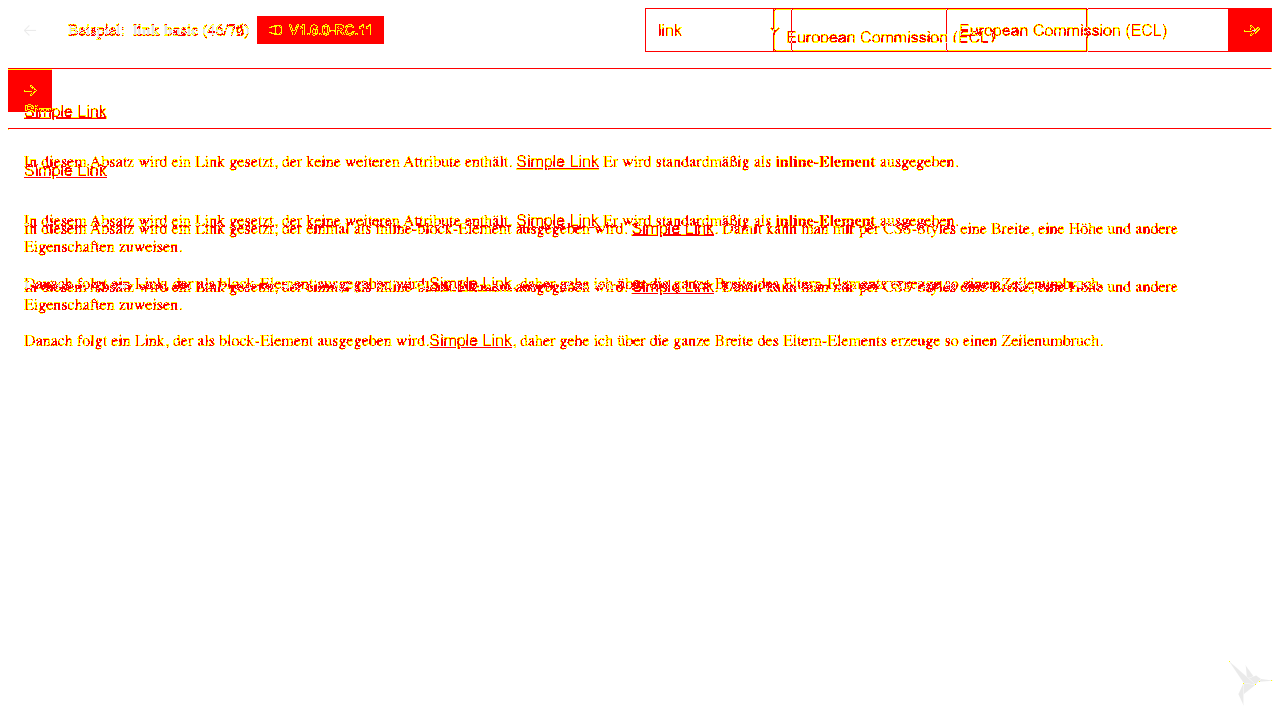 Beispiel: link basic (46/7
V1.0.0-RC.11
link
European Commission (ECL)
European Commission (ECL)
Simple Link
In diesem Absatz wird ein Link gesetzt, der keine weiteren Attribute enthält. Simple Link Er wird standardmäßig als inline-Element ausgegeben.
Simple Link
In diesem Absatz wird ein Link gesetzt, der keine weiteren Attribute enthält. Simple Link Er wird standardmäßig als inline-Element ausgegeben.
In diesem Absatz wird ein Link gesetzt, der einmal als inline-block-Element ausgegeben wird. Simple Link. Damit kann man mit per CSS-Styles eine Breite, eine Höhe und andere
Eigenschaften zuweisen.
Danach folgt ein Link, der als block-Element ausgegeben wird.Simple Link, daher gehe ich über die ganze Breite des Eltern-Elements erzeuge so einen Zeilenumbruch.
In diesem Absatz wird ein Link gesetzt, der einmal als inline-block-Element ausgegeben wird. Simple Link. Damit kann man mit per CSS-Styles eine Breite, eine Höhe und andere
Eigenschaften zuweisen.
Danach folgt ein Link, der als block-Element ausgegeben wird.Simple Link, daher gehe ich über die ganze Breite des Eltern-Elements erzeuge so einen Zeilenumbruch.